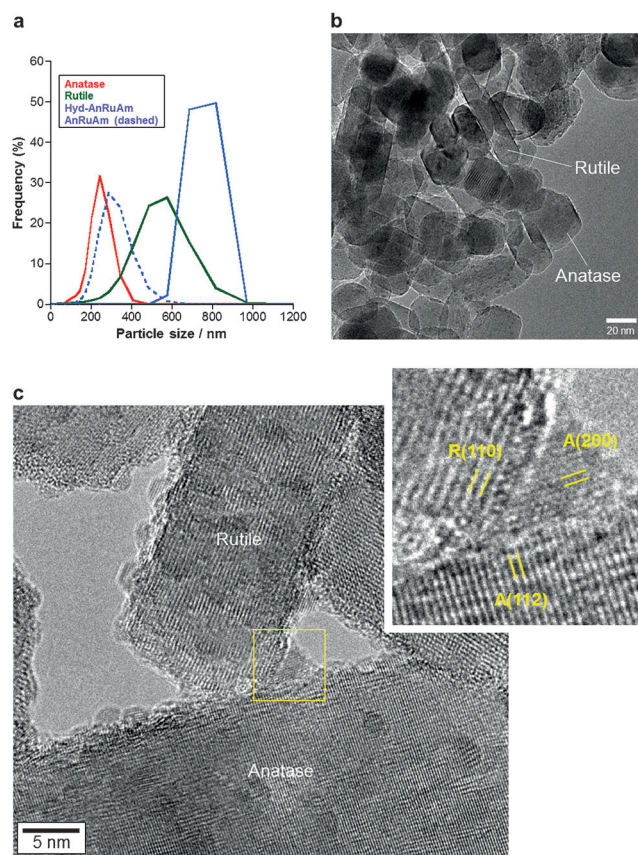 a
60
50
40
30
20
10
0
Frequency (%)
Anatase
Rutile
Hyd-AnRuAm
AnRuAm (dashed)
0 200 400 600 800 1000 1200
Particle size / nm
b
Rutile
Anatase
20 nm
c
Rutile
Anatase
5 nm
R(110)
A(200)
A(112)